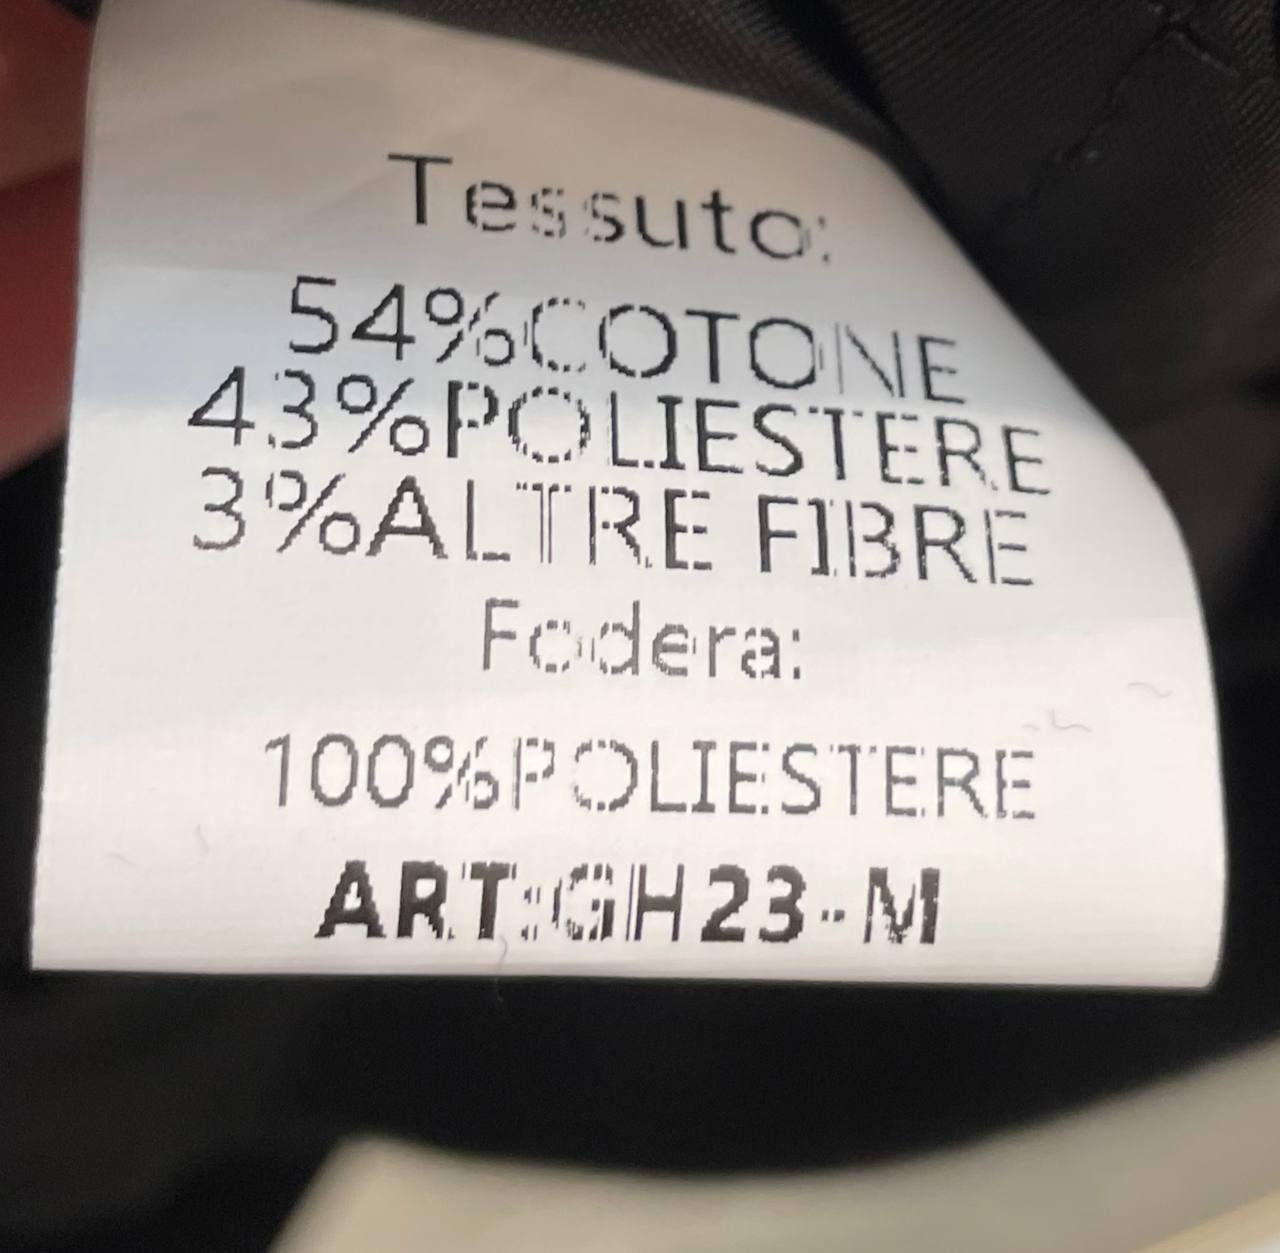 Tessuto:
54%COTONE
43%POLIESTERE
3%ALTRE FIBRE
Fodera:
100%POLIESTERE
ART:GH23-M